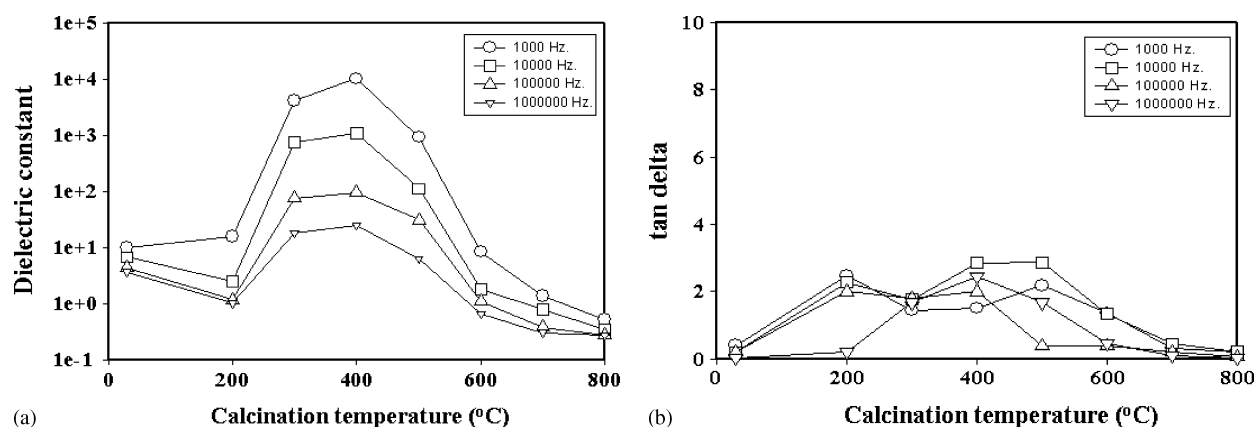 1e+5
1e+4
1e+3
1e+2
1e+1
1e+0
1e-1
Dielectric constant
1000 Hz.
10000 Hz.
100000 Hz.
1000000 Hz.
0 200 400 600 800
Calcination temperature (°C)
(a)
10
8
6
4
2
0
tan delta
1000 Hz.
10000 Hz.
100000 Hz.
1000000 Hz.
0 200 400 600 800
Calcination temperature (°C)
(b)